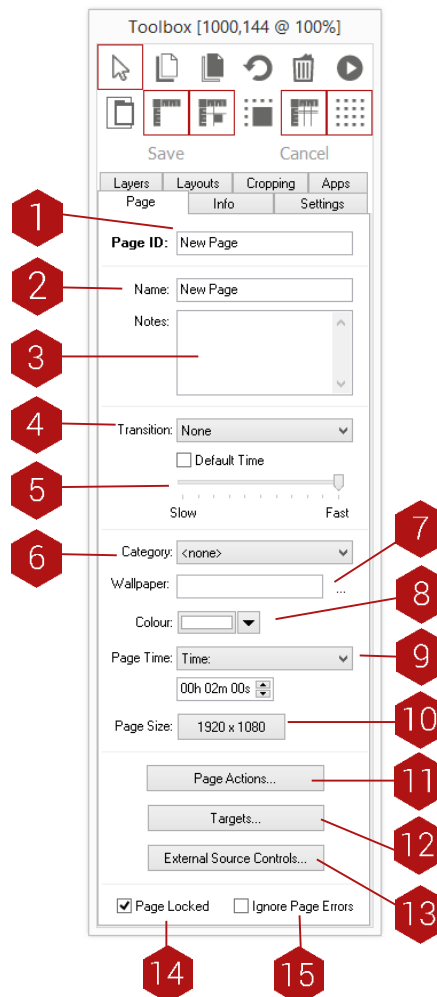 Toolbox [1000,144 @ 100%]
Save Cancel
Layers Layouts Cropping Apps
Page Info Settings
1
Page ID: New Page
2
Name: New Page
Notes:
3
4
Transition: None
Default Time
5
Slow Fast
6
Category: <none>
7
Wallpaper: ...
8
Colour:
9
Page Time: Time:
00h 02m 00s
10
Page Size: 1920 x 1080
11
Page Actions...
12
Targets...
13
External Source Controls...
Page Locked Ignore Page Errors
14 15